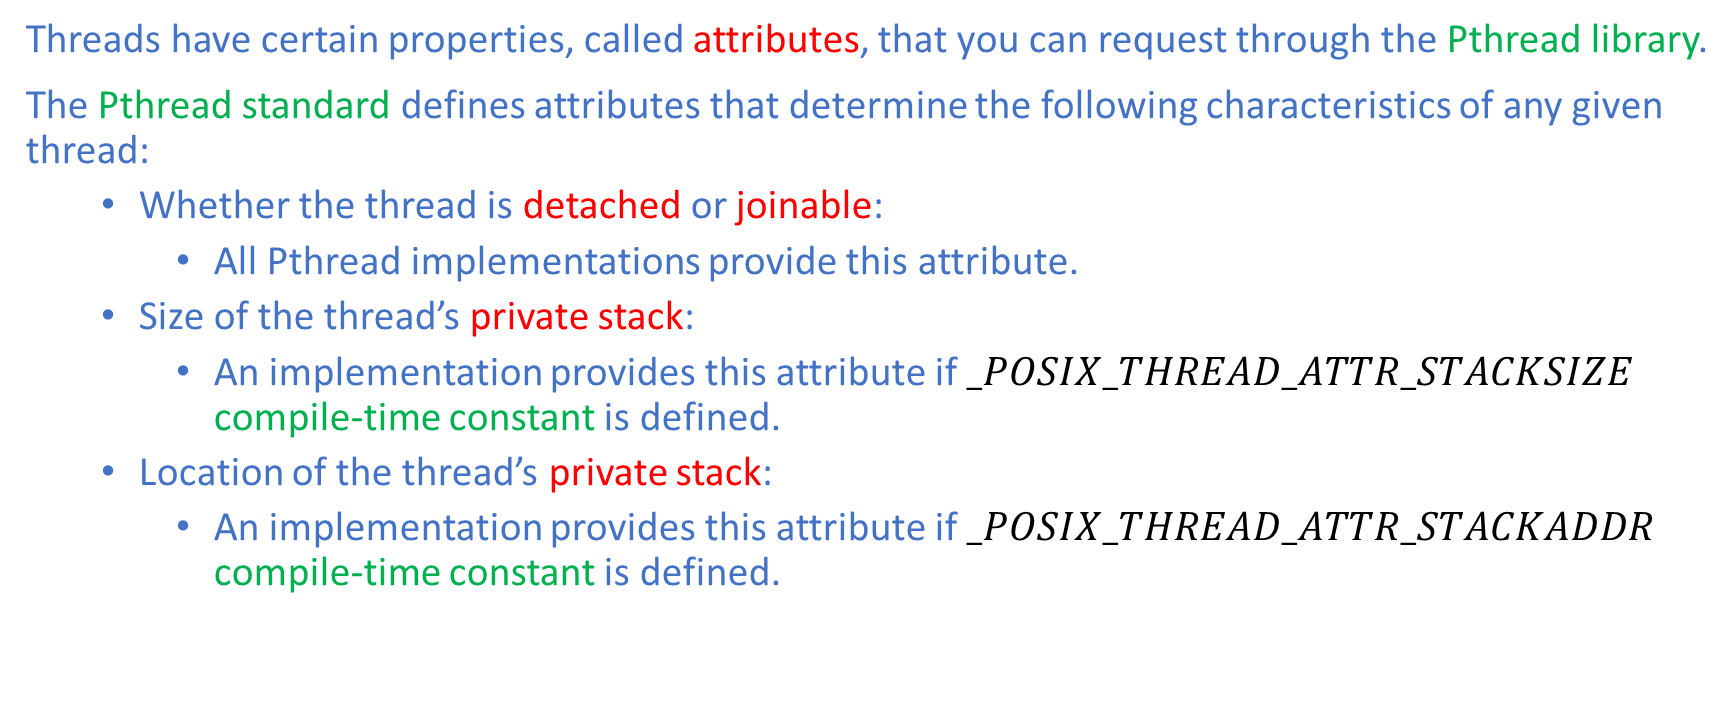 Threads have certain properties, called attributes, that you can request through the Pthread library.
The Pthread standard defines attributes that determine the following characteristics of any given
thread:
• Whether the thread is detached or joinable:
• All Pthread implementations provide this attribute.
• Size of the thread’s private stack:
• An implementation provides this attribute if _POSIX_THREAD_ATTR_STACKSIZE
compile-time constant is defined.
• Location of the thread’s private stack:
• An implementation provides this attribute if _POSIX_THREAD_ATTR_STACKADDR
compile-time constant is defined.